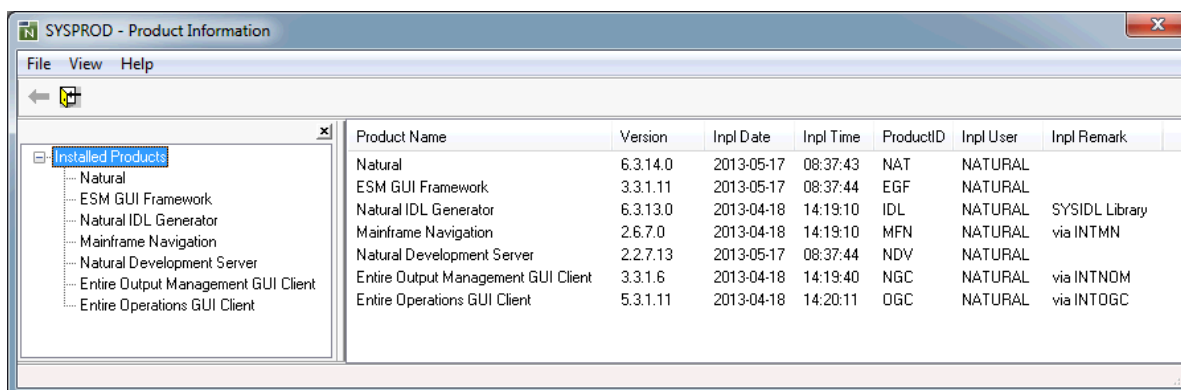 SYSPROD - Product Information
File View Help
Installed Products
Natural
ESM GUI Framework
Natural IDL Generator
Mainframe Navigation
Natural Development Server
Entire Output Management GUI Client
Entire Operations GUI Client
Product Name Version Inpl Date Inpl Time ProductID Inpl User Inpl Remark
Natural 6.3.14.0 2013-05-17 08:37:43 NAT NATURAL
ESM GUI Framework 3.3.1.11 2013-05-17 08:37:44 EGF NATURAL
Natural IDL Generator 6.3.13.0 2013-04-18 14:19:10 IDL NATURAL SYSIDL Library
Mainframe Navigation 2.6.7.0 2013-04-18 14:19:10 MFN NATURAL via INTMN
Natural Development Server 2.2.7.13 2013-05-17 08:37:44 NDV NATURAL
Entire Output Management GUI Client 3.3.1.6 2013-04-18 14:19:40 NGC NATURAL via INTNOM
Entire Operations GUI Client 5.3.1.11 2013-04-18 14:20:11 OGC NATURAL via INTOGC